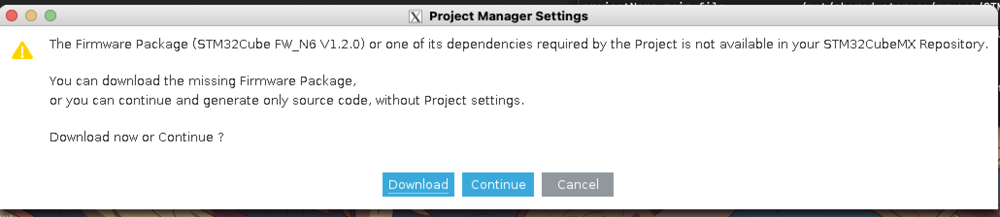 Project Manager Settings
The Firmware Package (STM32Cube FW_N6 V1.2.0) or one of its dependencies required by the Project is not available in your STM32CubeMX Repository.
You can download the missing Firmware Package,
or you can continue and generate only source code, without Project settings.
Download now or Continue ?
Download Continue Cancel